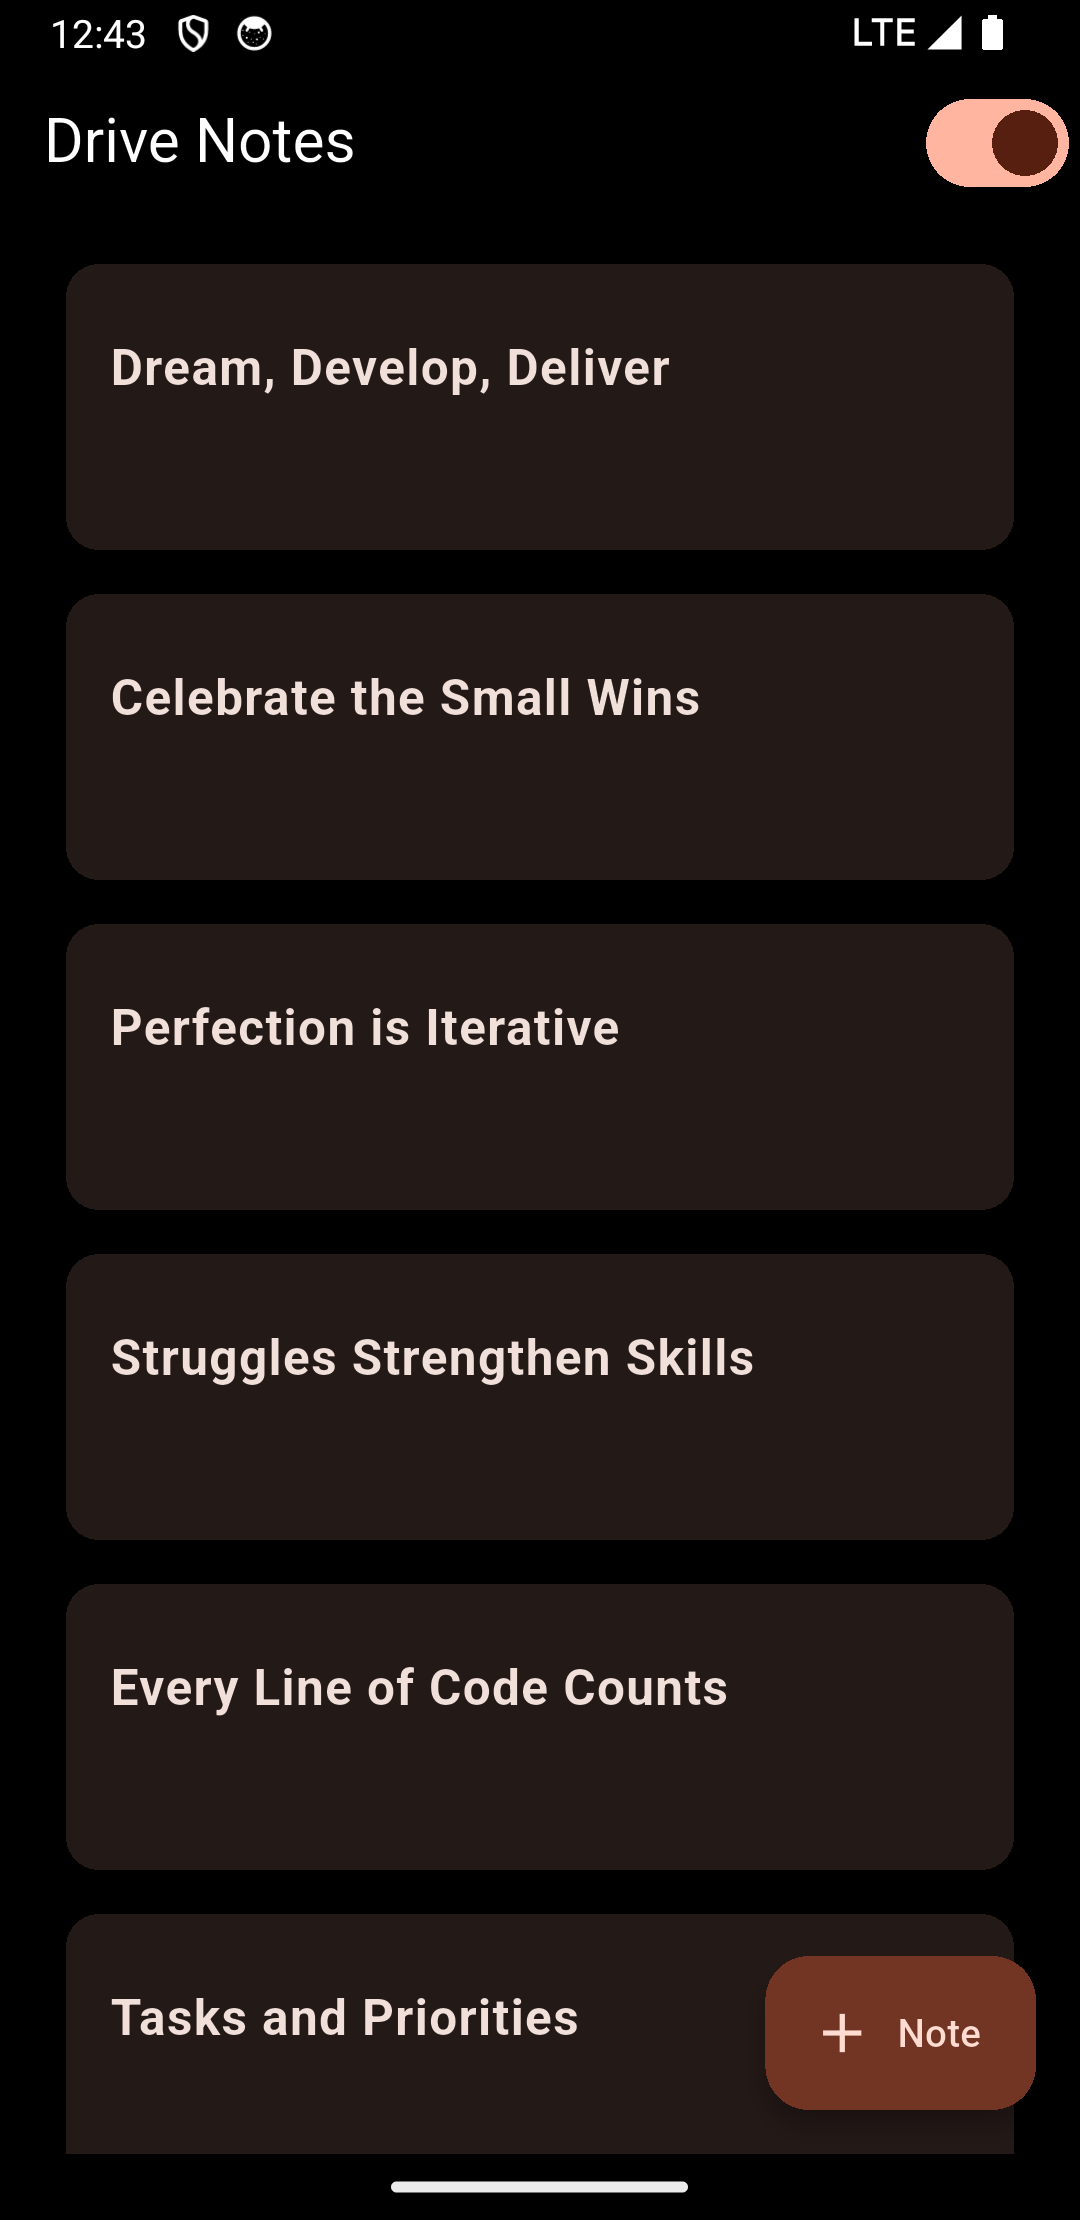 12:43 LTE
Drive Notes
Dream, Develop, Deliver
Celebrate the Small Wins
Perfection is Iterative
Struggles Strengthen Skills
Every Line of Code Counts
Tasks and Priorities
Note